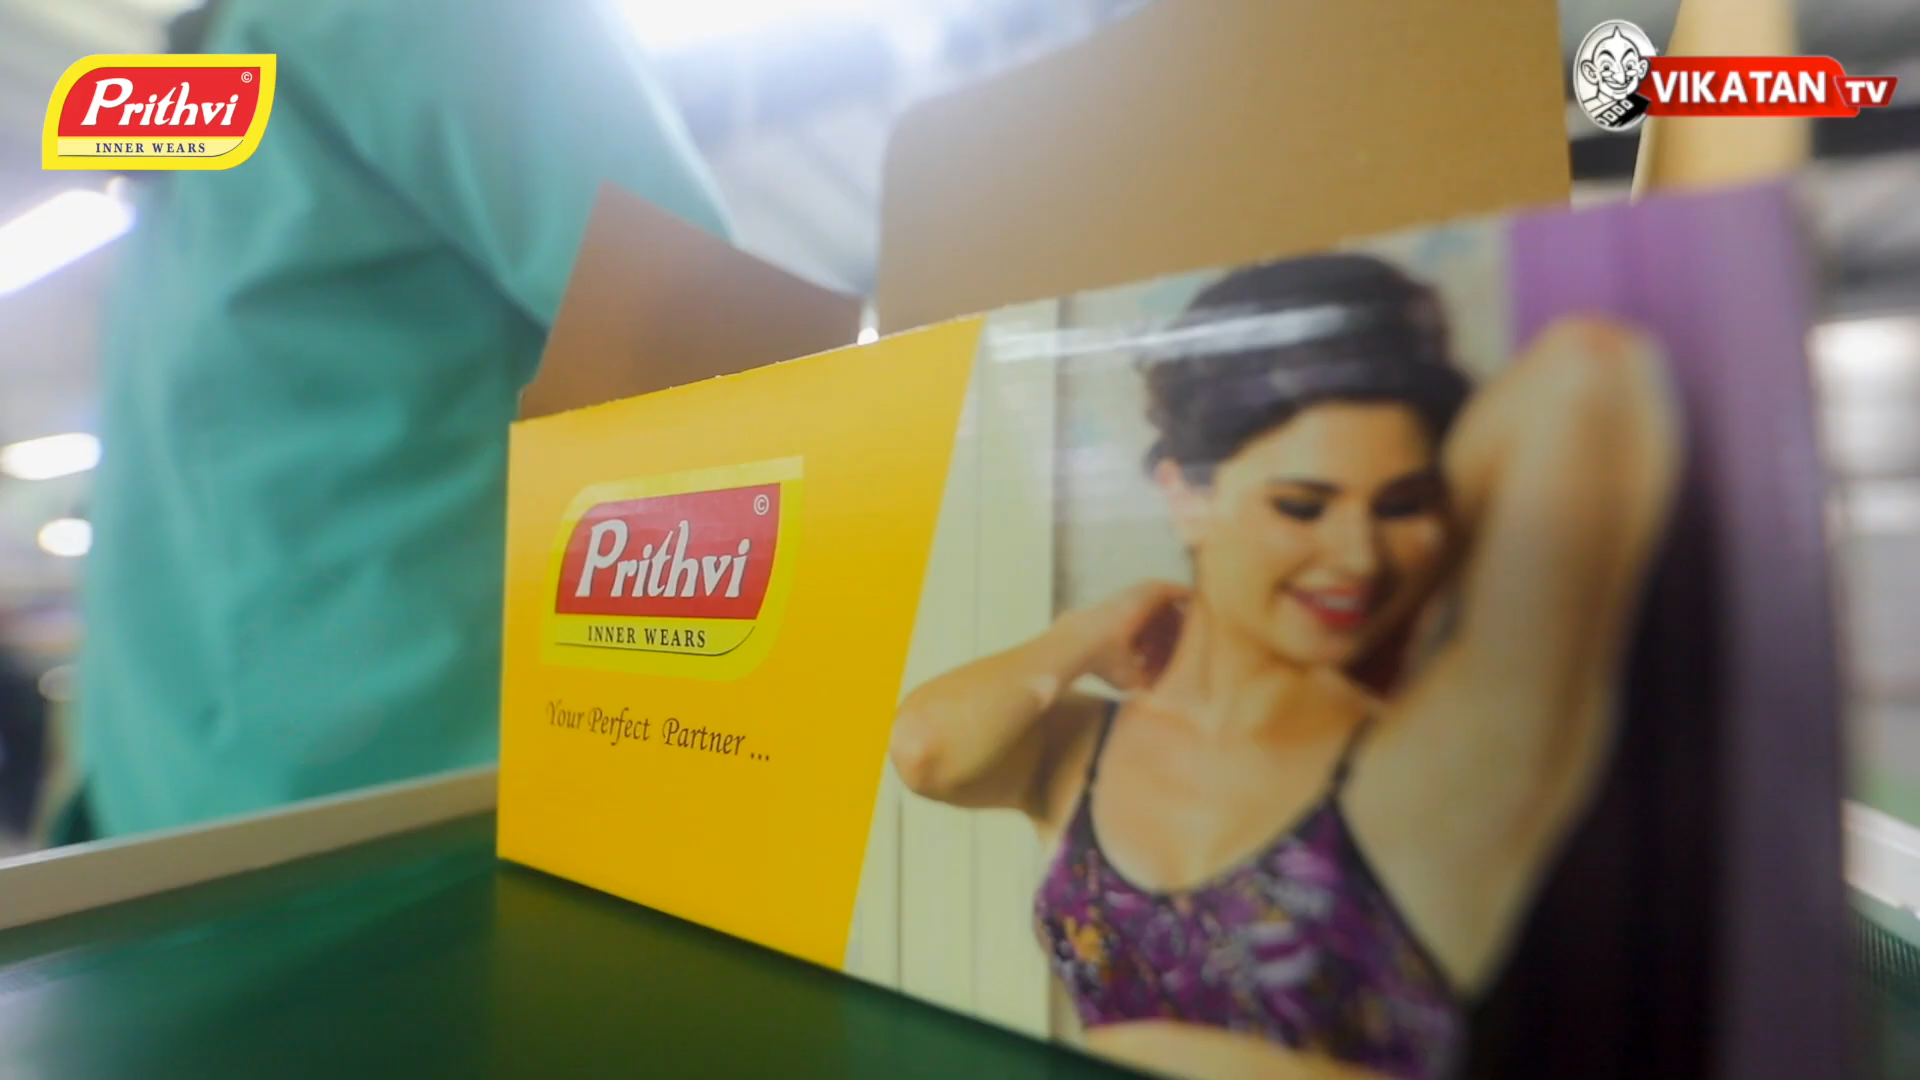 Prithvi ©
INNER WEARS
VIKATAN TV
Prithvi ©
INNER WEARS
Your Perfect Partner ...